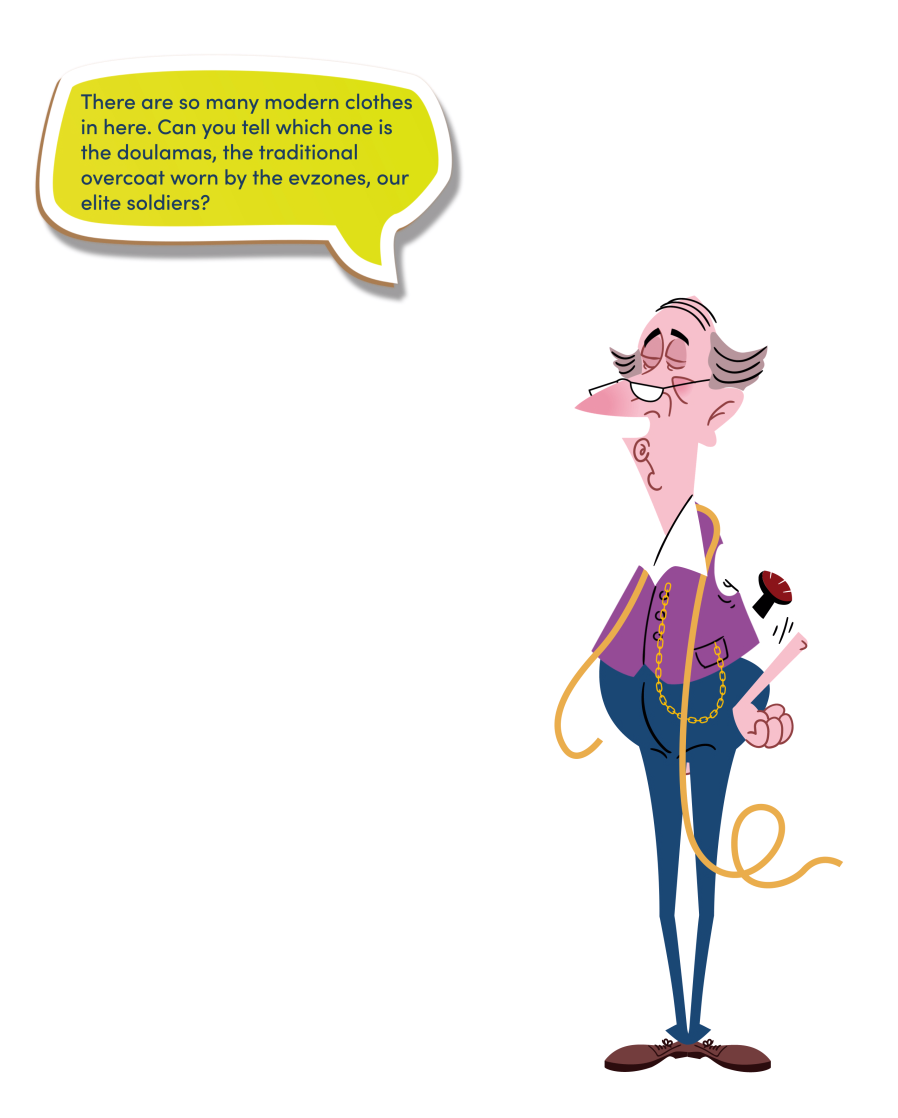 There are so many modern clothes
in here. Can you tell which one is
the doulamas, the traditional
overcoat worn by the evzones, our
elite soldiers?